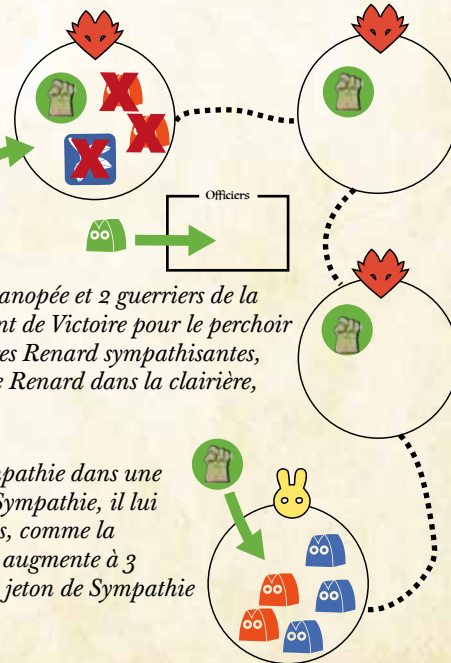 Officiers
anopée et 2 guerriers de la
nt de Victoire pour le perchoir
es Renard sympathisantes,
e Renard dans la clairière,
pathie dans une
Sympathie, il lui
s, comme la
augmente à 3
jeton de Sympathie